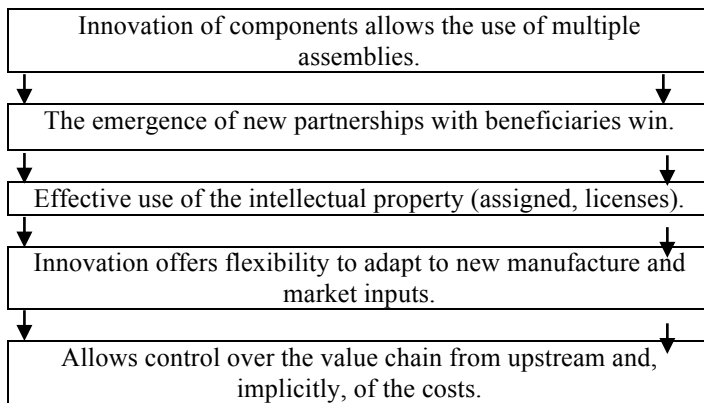 Innovation of components allows the use of multiple
assemblies.
The emergence of new partnerships with beneficiaries win.
Effective use of the intellectual property (assigned, licenses).
Innovation offers flexibility to adapt to new manufacture and
market inputs.
Allows control over the value chain from upstream and,
implicitly, of the costs.